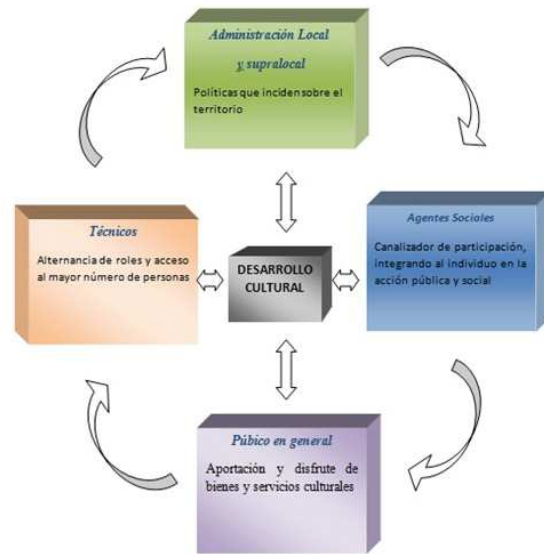 Administración Local
y supralocal
Políticas que inciden sobre el
territorio
Técnicos
Alternancia de roles y acceso
al mayor número de personas
DESARROLLO
CULTURAL
Agentes Sociales
Canalizador de participación,
integrando al individuo en la
acción pública y social
Púbico en general
Aportación y disfrute de
bienes y servicios culturales